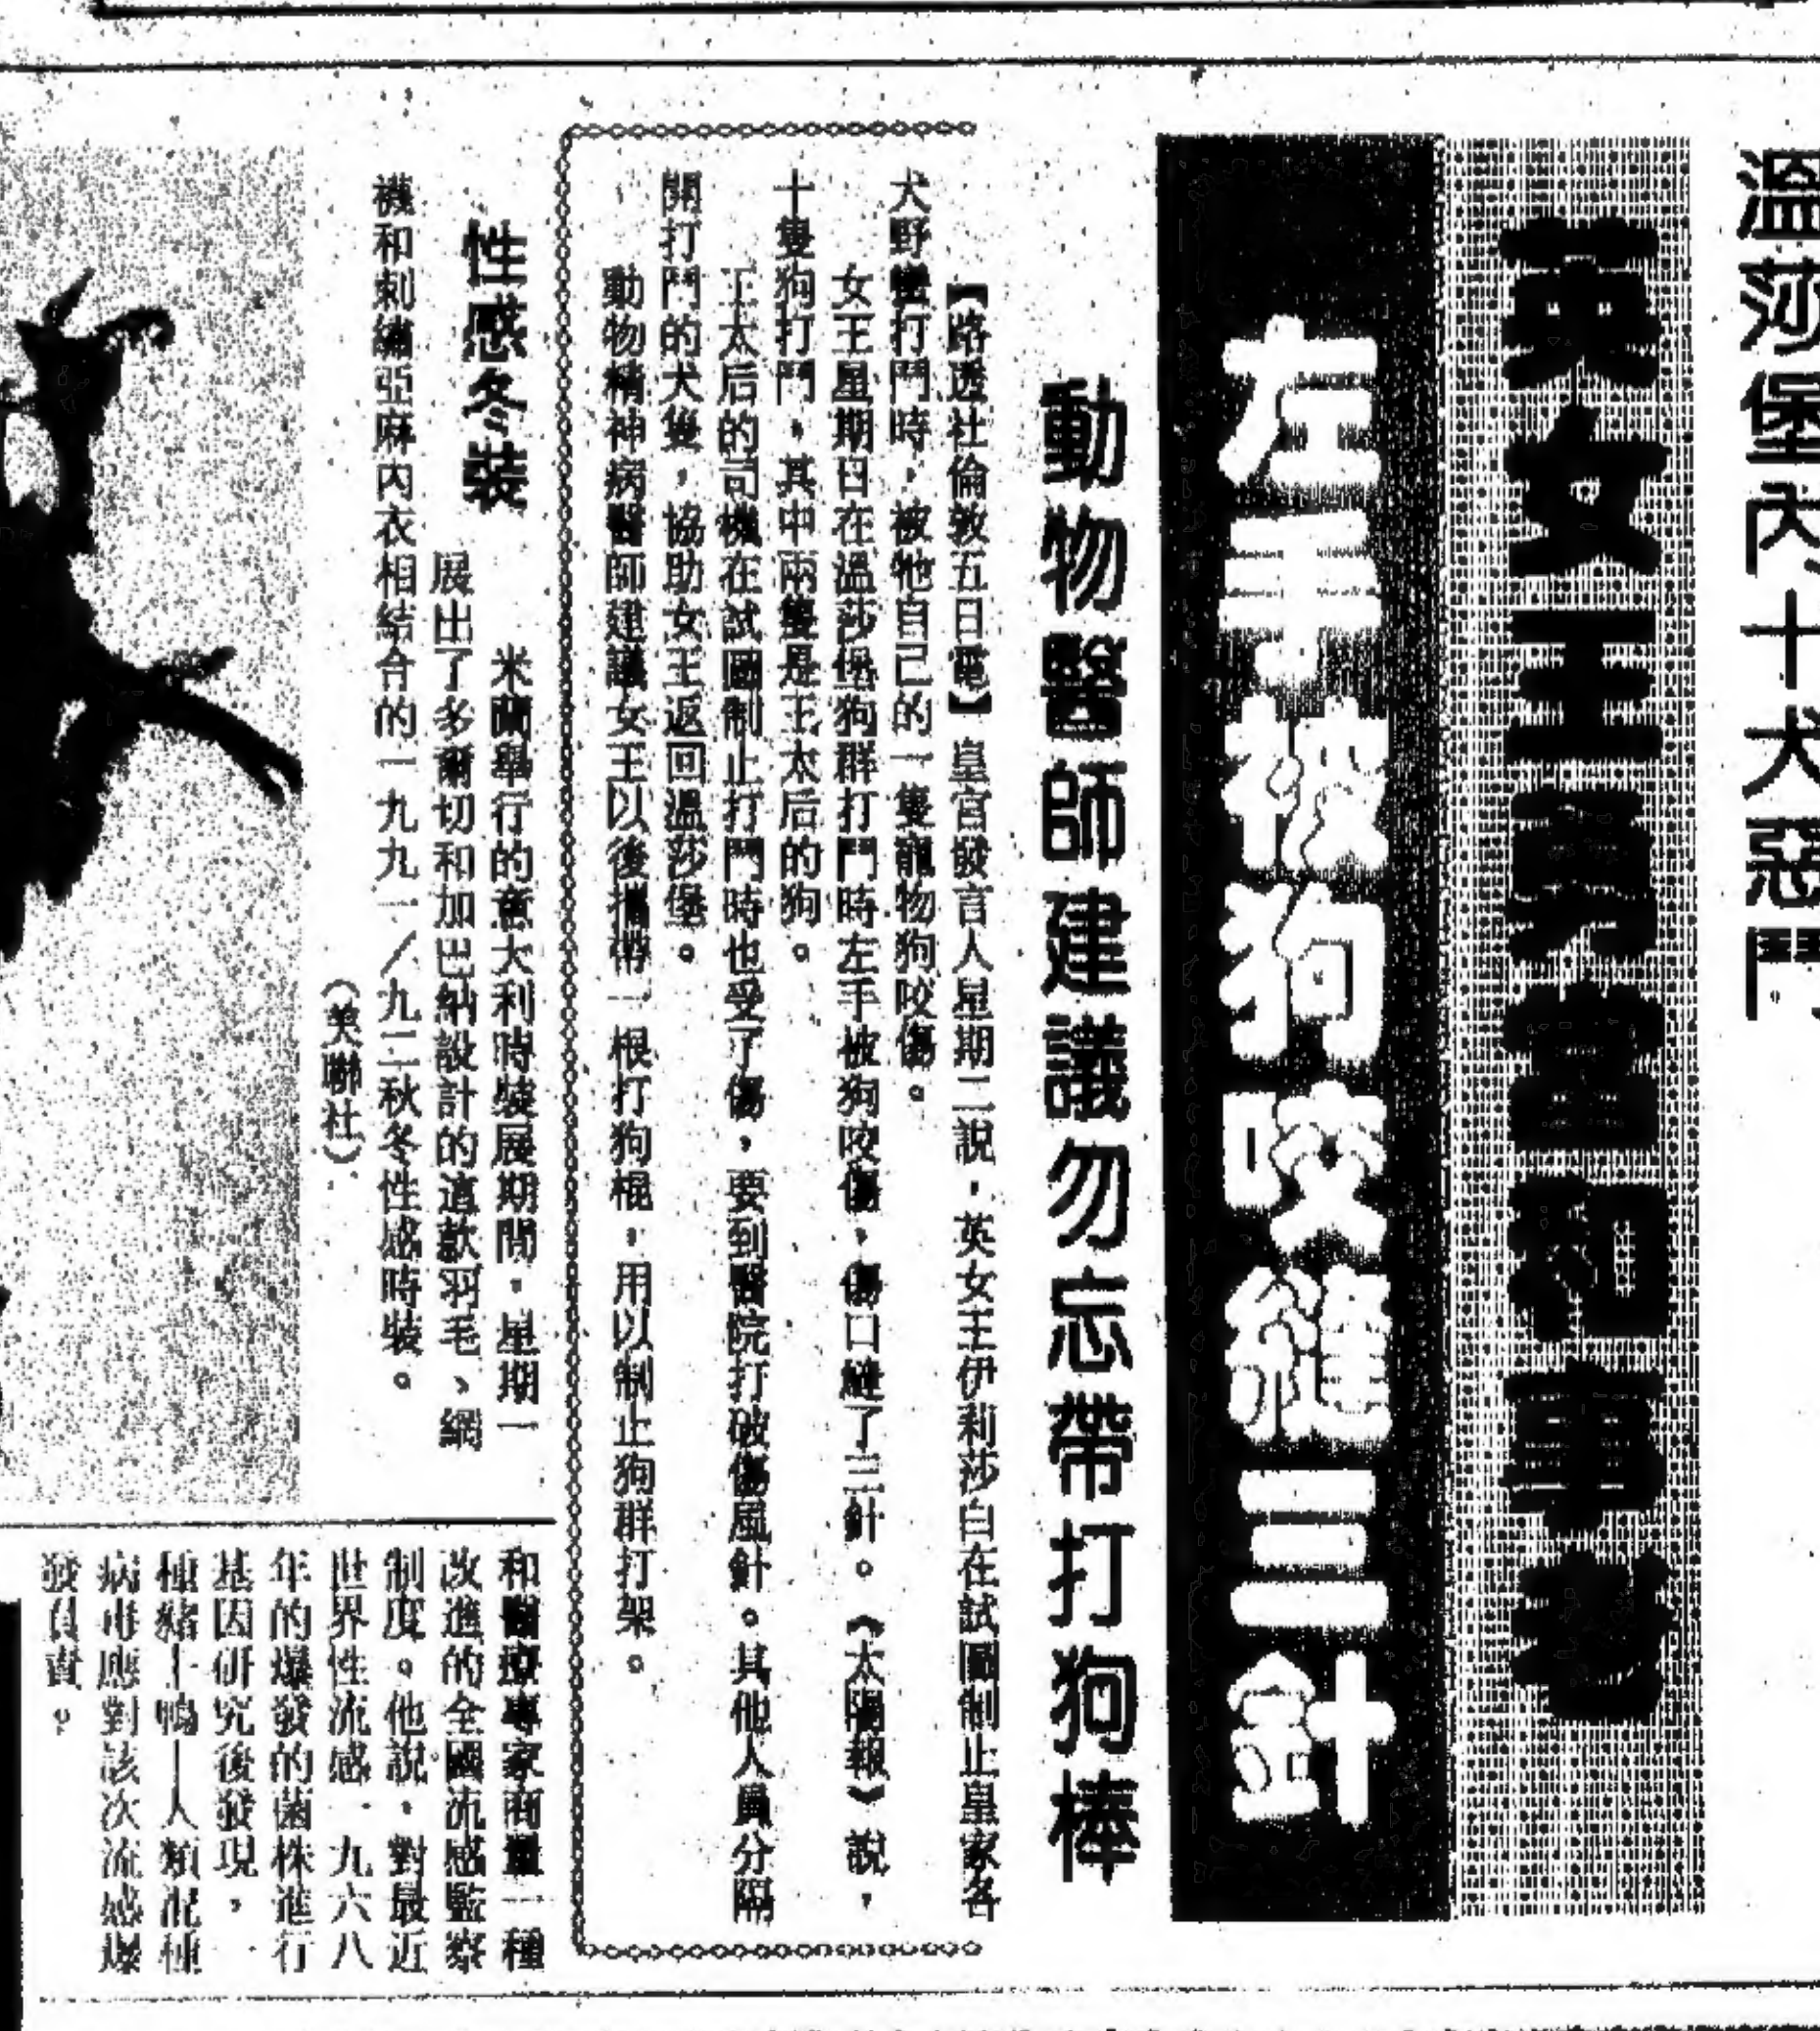 溫莎堡內十犬惡鬥
英女王勇當和事老
左手被狗咬縫三針
動物醫師建議勿忘帶打狗棒
【路透社倫敦五日電】皇宮發言人星期二說，英女王伊利莎白在試圖制止皇家各
犬野蠻打鬥時，被牠自己的一隻寵物狗咬傷。
女王星期日在溫莎堡狗群打鬥時左手被狗咬傷，傷口縫了三針。《太陽報》說，
十隻狗打鬥，其中兩隻是王太后的狗。
王太后的司機在試圖制止打鬥時也受了傷，要到醫院打破傷風針。其他人員分隔
開打鬥的犬隻，協助女王返回溫莎堡。
動物精神病醫師建議女王以後攜帶一根打狗棍，用以制止狗群打架。
性感冬裝
米蘭舉行的意大利時裝展期間，星期一
展出了多爾切和加巴納設計的這款羽毛、網
襪和刺繡亞麻內衣相結合的一九九一／九二秋冬性感時裝。
（美聯社）
和醫療專家商量一種
改進的全國流感監察
制度。他說，對最近
世界性流感一九六八
年的爆發的菌株進行
基因研究後發現，
種豬—鴨—人類混種
病毒應對該次流感爆
發負責。